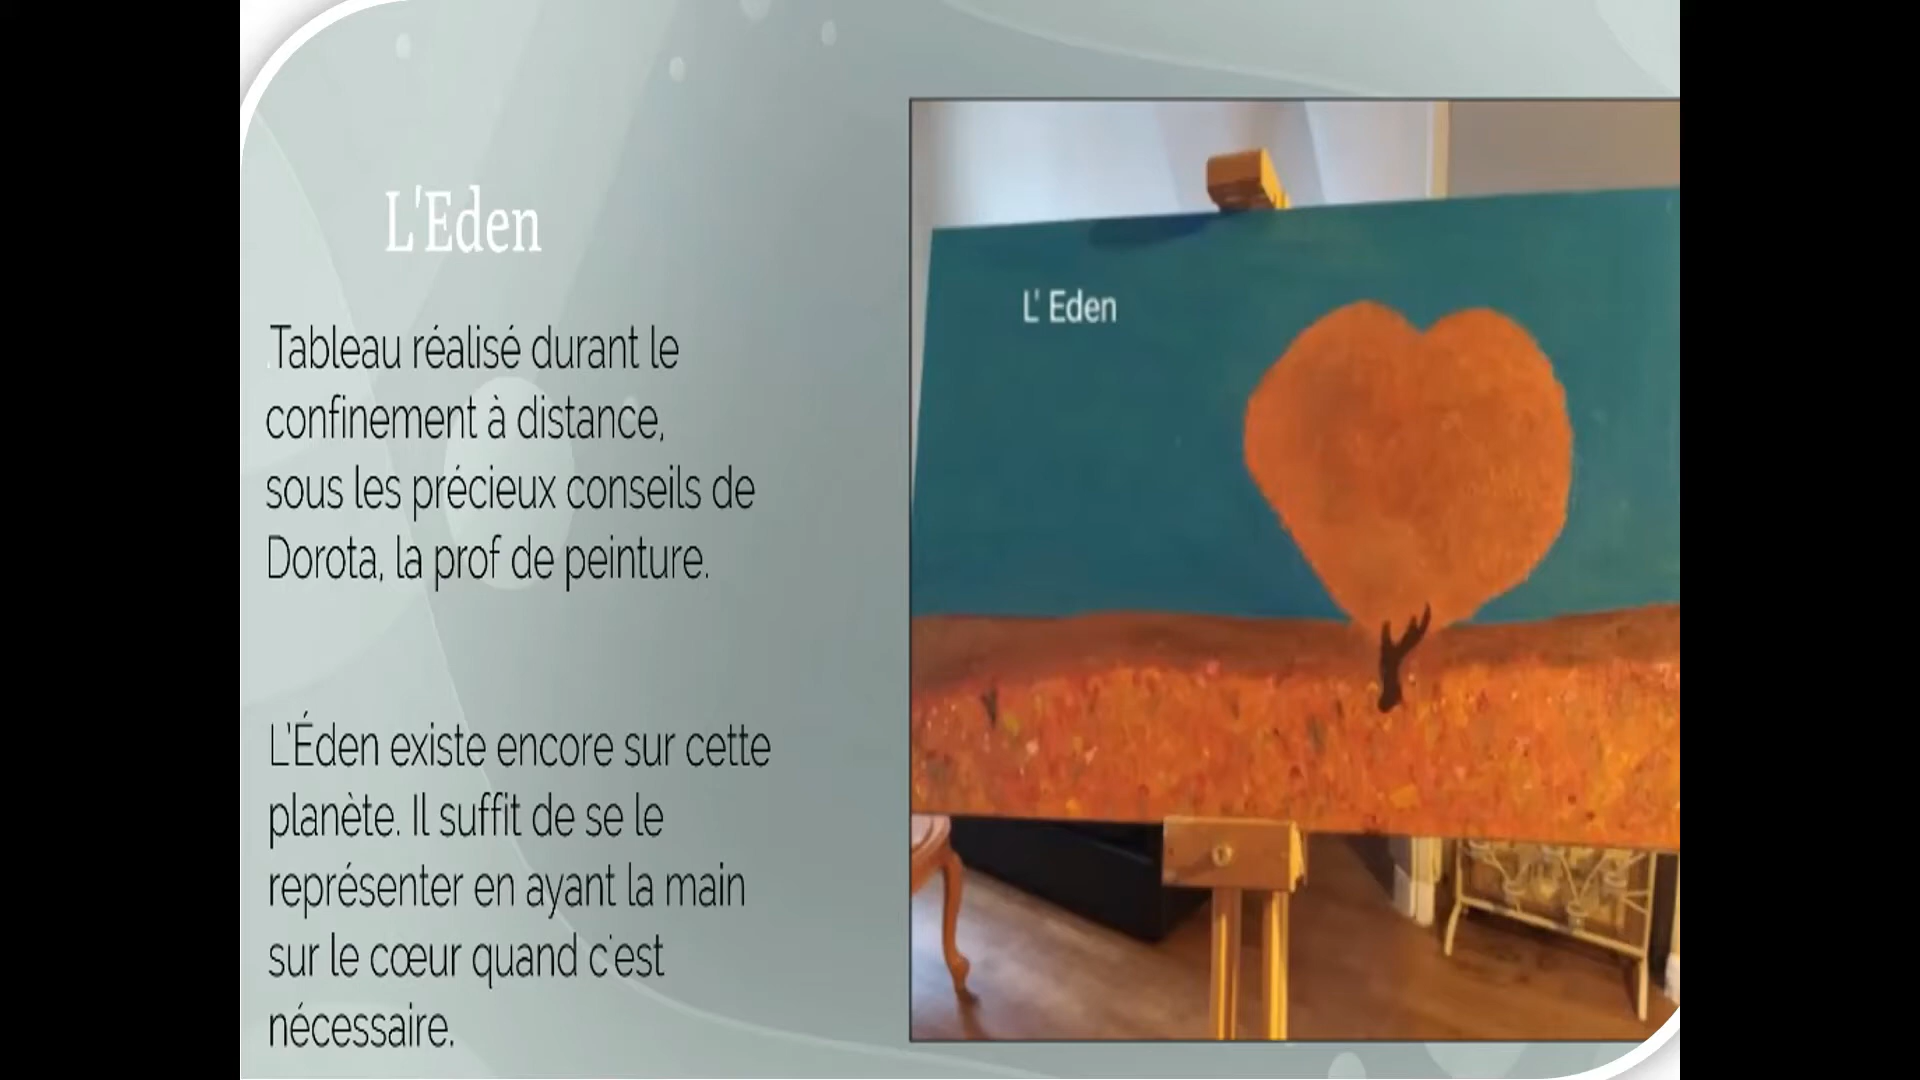 L'Eden
Tableau réalisé durant le
confinement à distance,
sous les précieux conseils de
Dorota, la prof de peinture.
L'Éden existe encore sur cette
planète. Il suffit de se le
représenter en ayant la main
sur le cœur quand c'est
nécessaire.
L' Eden